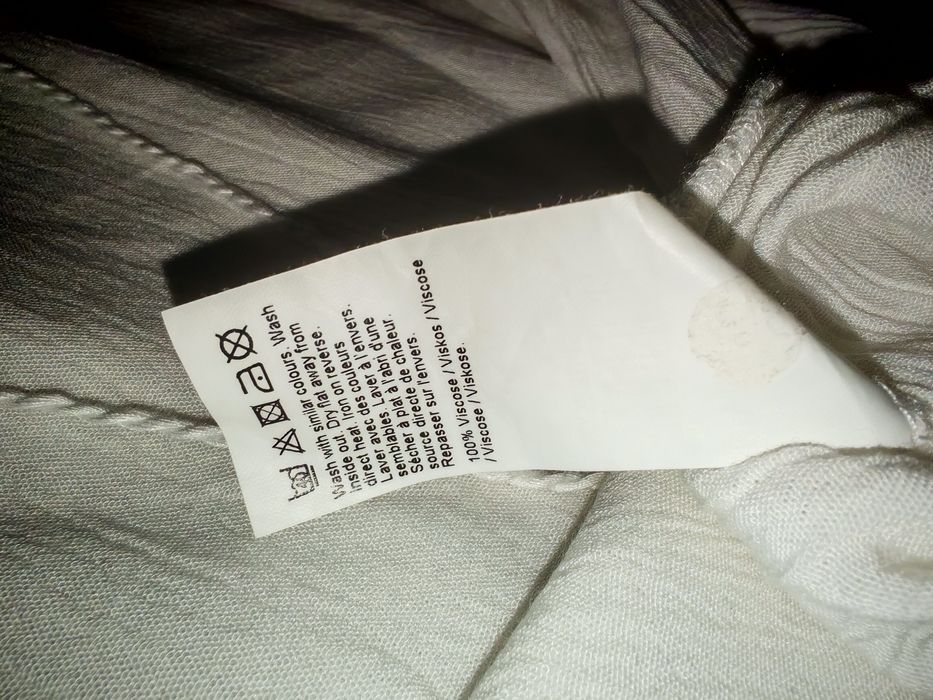 Wash with similar colours. Wash
inside out. Dry flat away from
direct heat. Iron on reverse.
Laver avec des couleurs
semblables. Laver à l'envers.
Sécher à plat à l'abri d'une
source directe de chaleur.
Repasser sur l'envers.
100% Viscose / Viskos / Viscose
/ Viscose / Viskose.